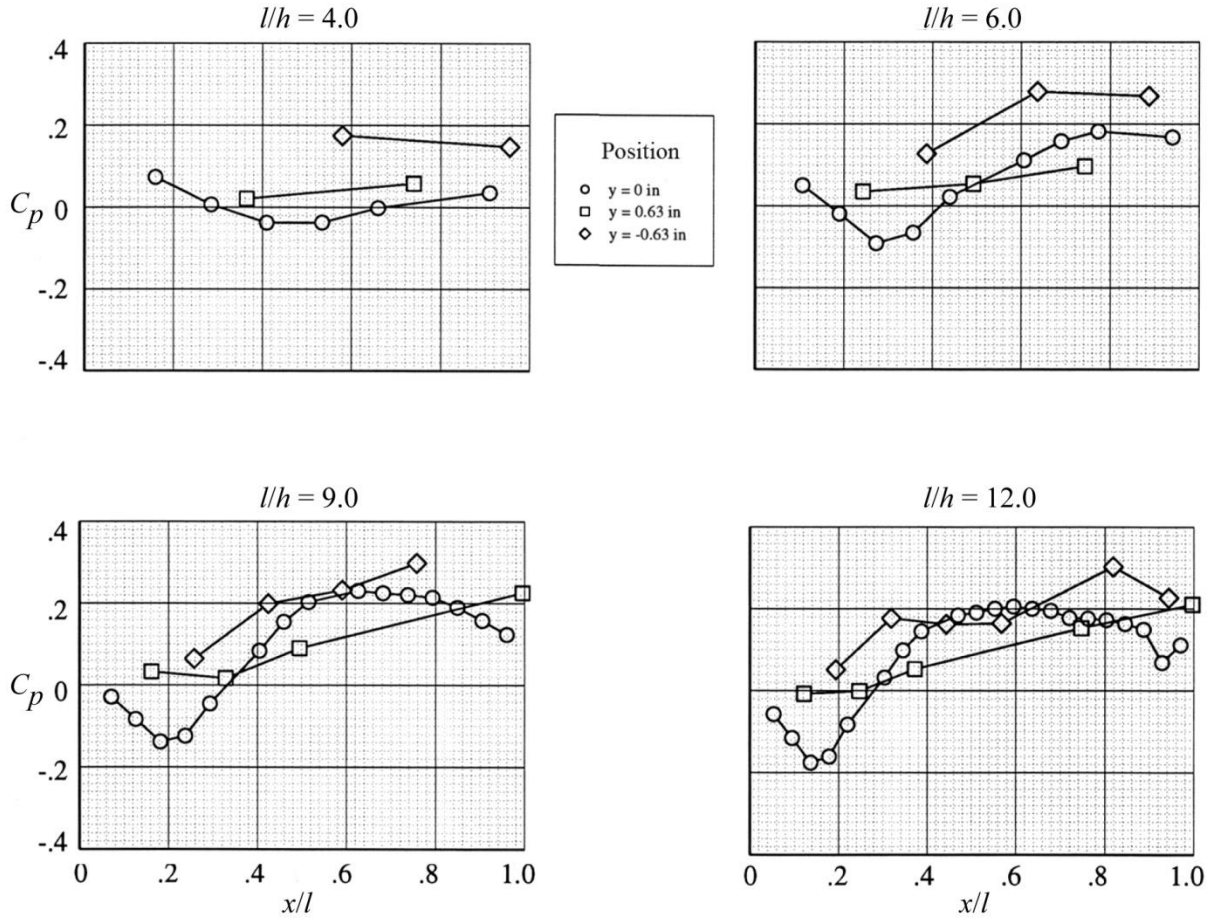 l/h = 4.0
l/h = 6.0
.4
.2
0
-.2
-.4
Cp
Position
y = 0 in
y = 0.63 in
y = -0.63 in
l/h = 9.0
l/h = 12.0
.4
.2
0
-.2
-.4
Cp
0 .2 .4 .6 .8 1.0
x/l
0 .2 .4 .6 .8 1.0
x/l